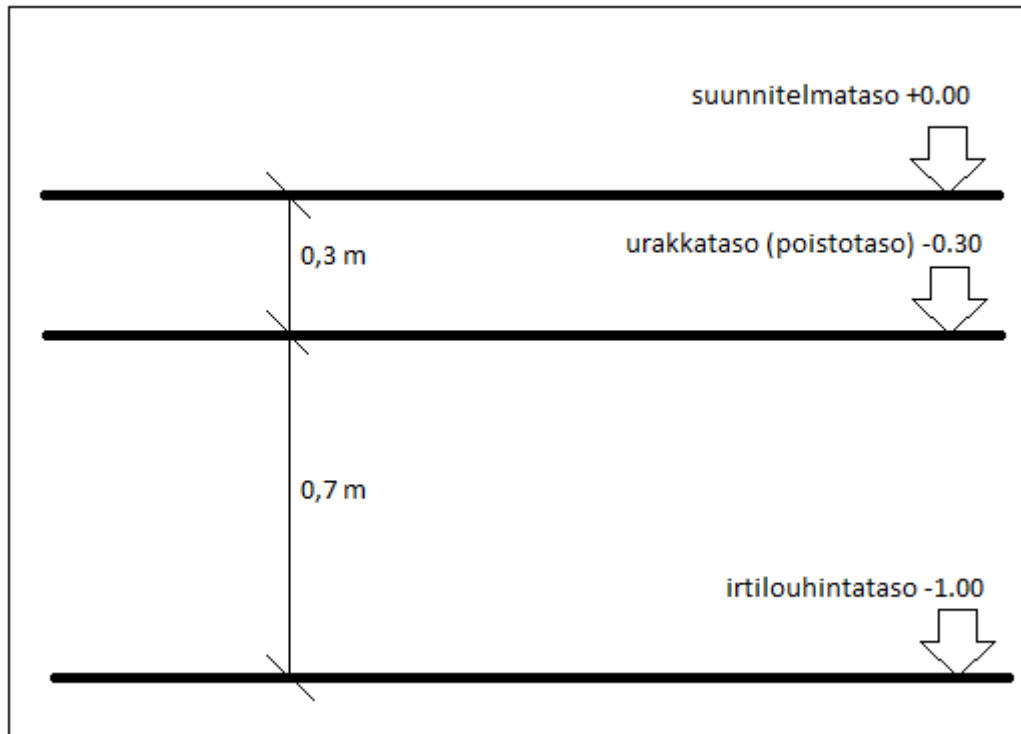 suunnitelmataso +0.00
urakkataso (poistotaso) -0.30
0,3 m
0,7 m
irtilouhintataso -1.00